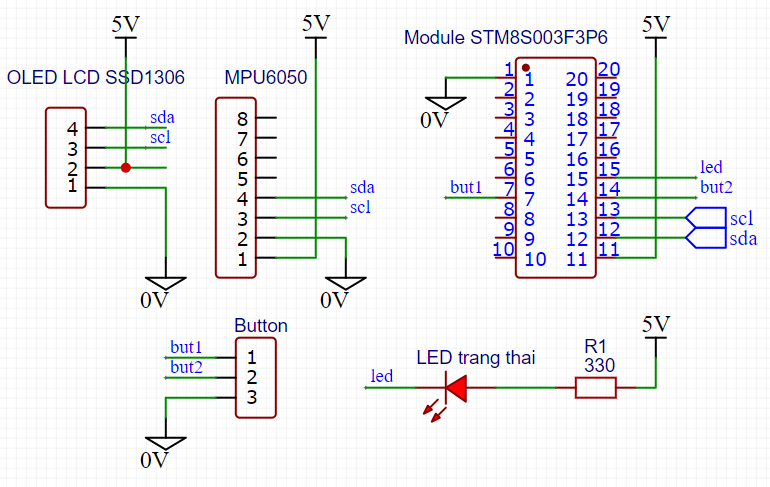 5V
OLED LCD SSD1306
4
3
2
1
sda
scl
0V
5V
MPU6050
8
7
6
5
4
3
2
1
sda
scl
0V
Module STM8S003F3P6
5V
1 1 20 20
2 2 19 19
3 3 18 18
4 4 17 17
5 5 16 16
6 6 15 15 led
but1 7 7 14 14 but2
8 8 13 13 scl
9 9 12 12 sda
10 10 11 11
0V
Button
but1 1
but2 2
3
0V
LED trang thai
led
R1
330
5V